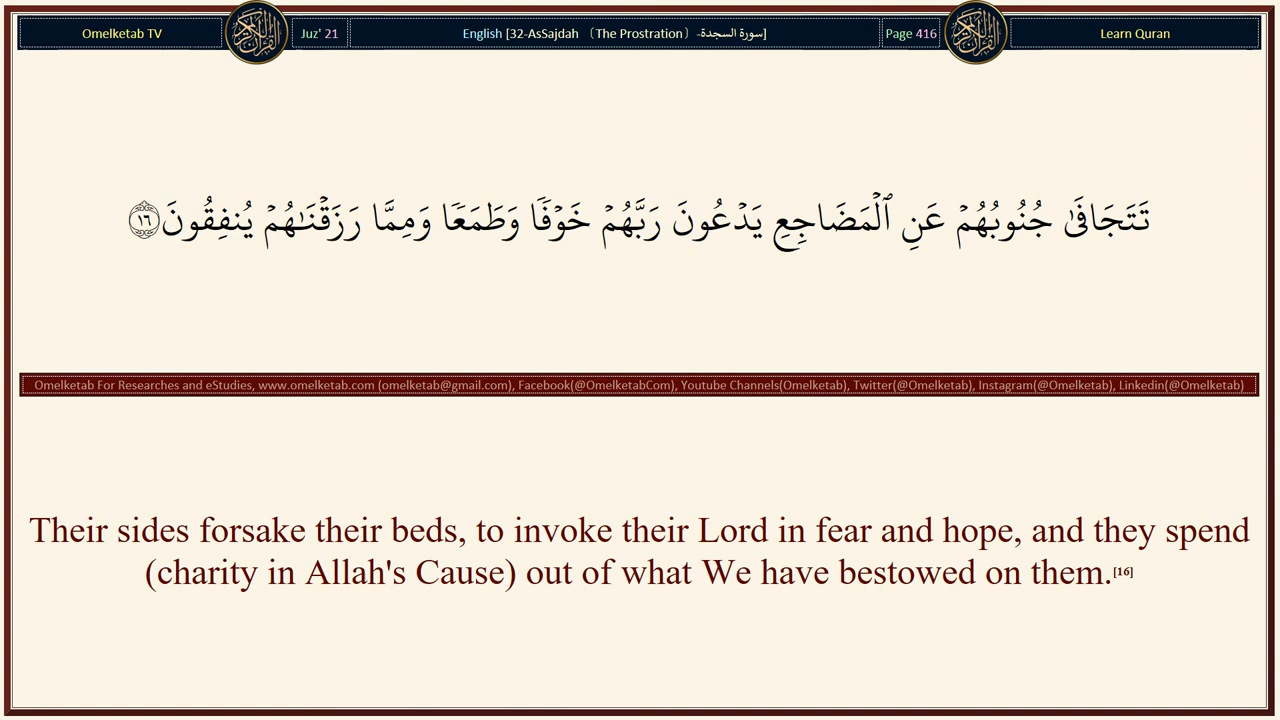 Omelketab TV
Juz' 21
English [32-AsSajdah （The Prostration） -سورة السجدة]
Page 416
Learn Quran
تَتَجَافَىٰ جُنُوبُهُمۡ عَنِ ٱلۡمَضَاجِعِ يَدۡعُونَ رَبَّهُمۡ خَوۡفٗا وَطَمَعٗا وَمِمَّا رَزَقۡنَٰهُمۡ يُنفِقُونَ ١٦
Omelketab For Researches and eStudies, www.omelketab.com (omelketab@gmail.com), Facebook(@OmelketabCom), Youtube Channels(Omelketab), Twitter(@Omelketab), Instagram(@Omelketab), Linkedin(@Omelketab)
Their sides forsake their beds, to invoke their Lord in fear and hope, and they spend
(charity in Allah's Cause) out of what We have bestowed on them.[16]